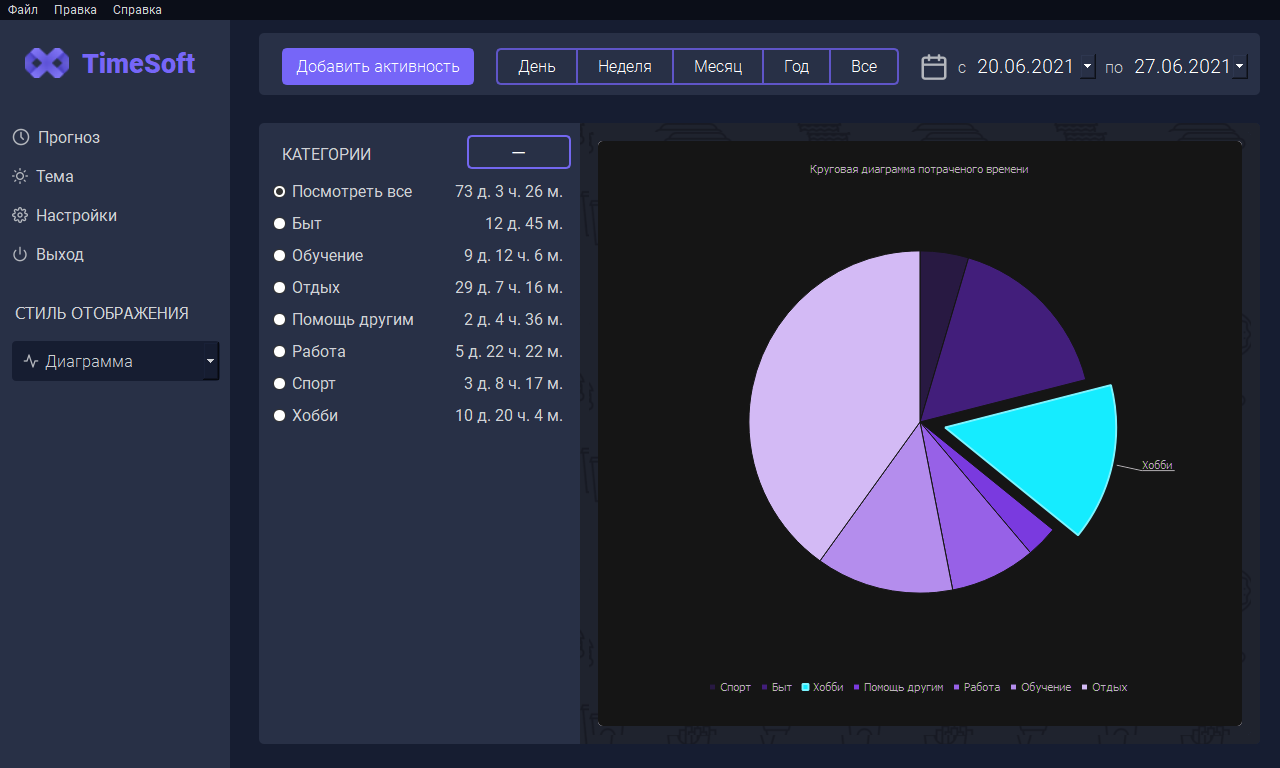 Файл Правка Справка
TimeSoft
Добавить активность День Неделя Месяц Год Все с 20.06.2021 по 27.06.2021
Прогноз
Тема
Настройки
Выход
СТИЛЬ ОТОБРАЖЕНИЯ
Диаграмма
КАТЕГОРИИ —
Посмотреть все 73 д. 3 ч. 26 м.
Быт 12 д. 45 м.
Обучение 9 д. 12 ч. 6 м.
Отдых 29 д. 7 ч. 16 м.
Помощь другим 2 д. 4 ч. 36 м.
Работа 5 д. 22 ч. 22 м.
Спорт 3 д. 8 ч. 17 м.
Хобби 10 д. 20 ч. 4 м.
Круговая диаграмма потраченого времени
Хобби
Спорт Быт Хобби Помощь другим Работа Обучение Отдых